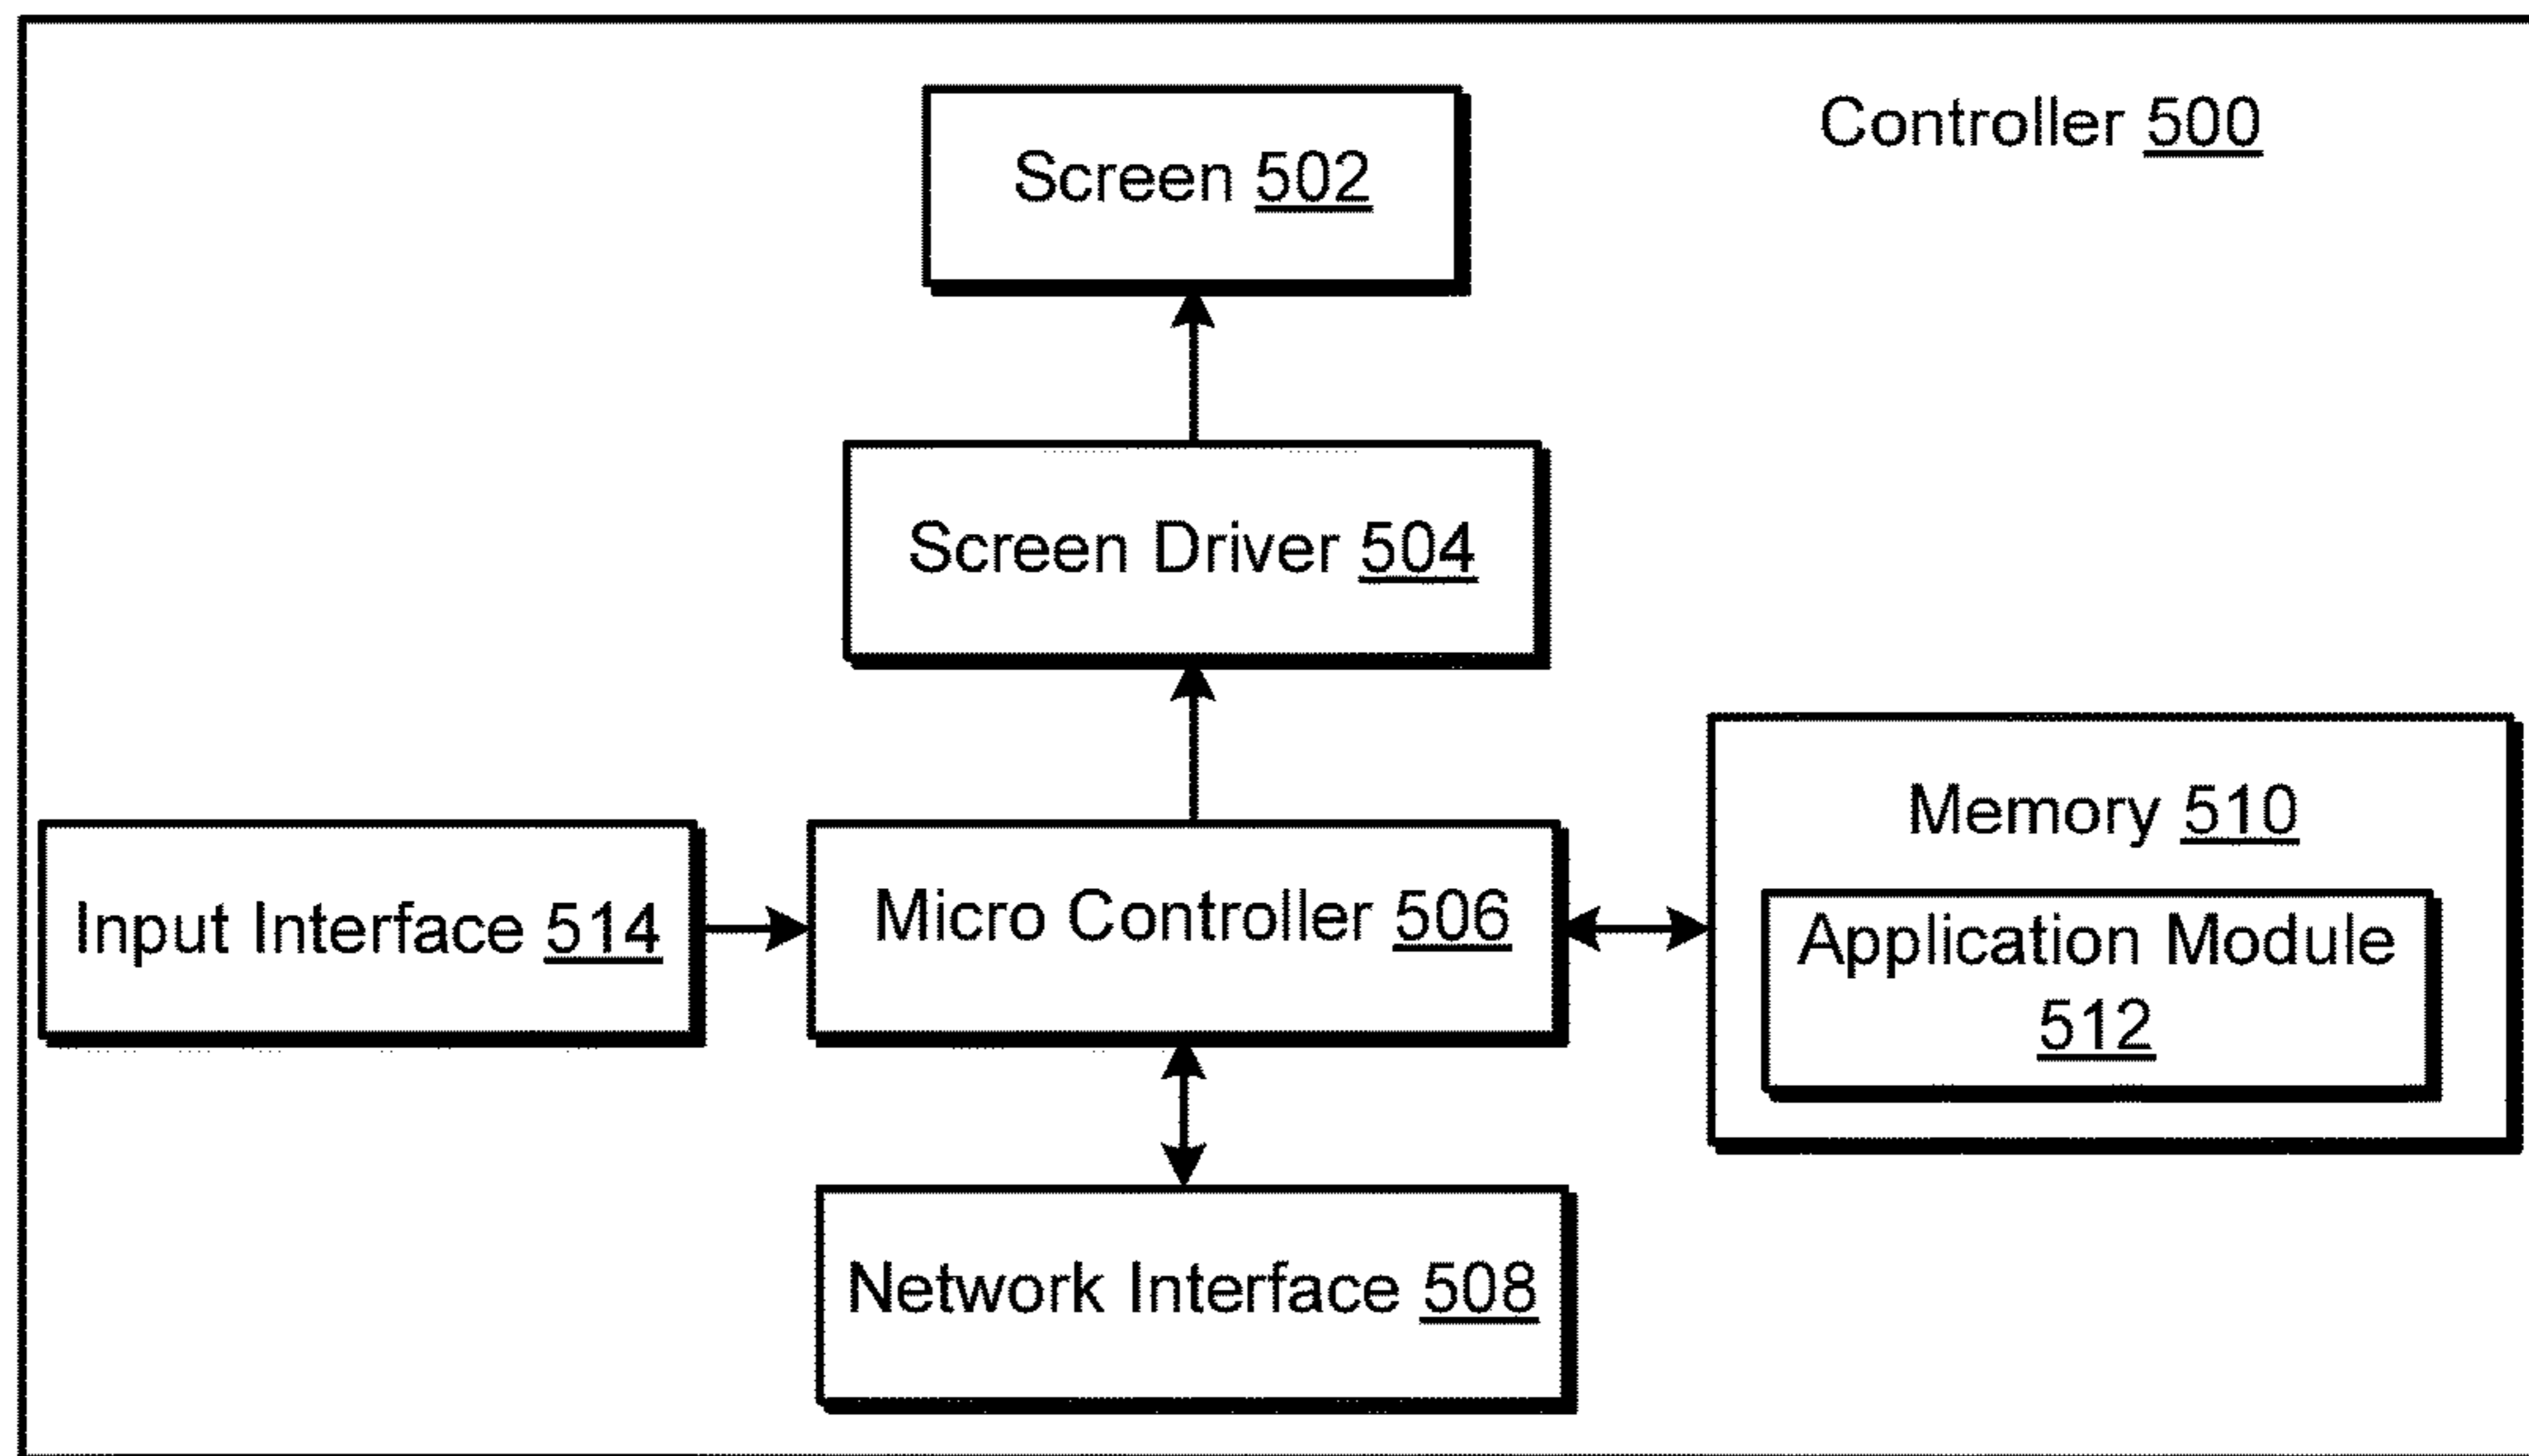 Controller 500
Screen 502
Screen Driver 504
Memory 510
Input Interface 514
Micro Controller 506
Application Module
512
Network Interface 508